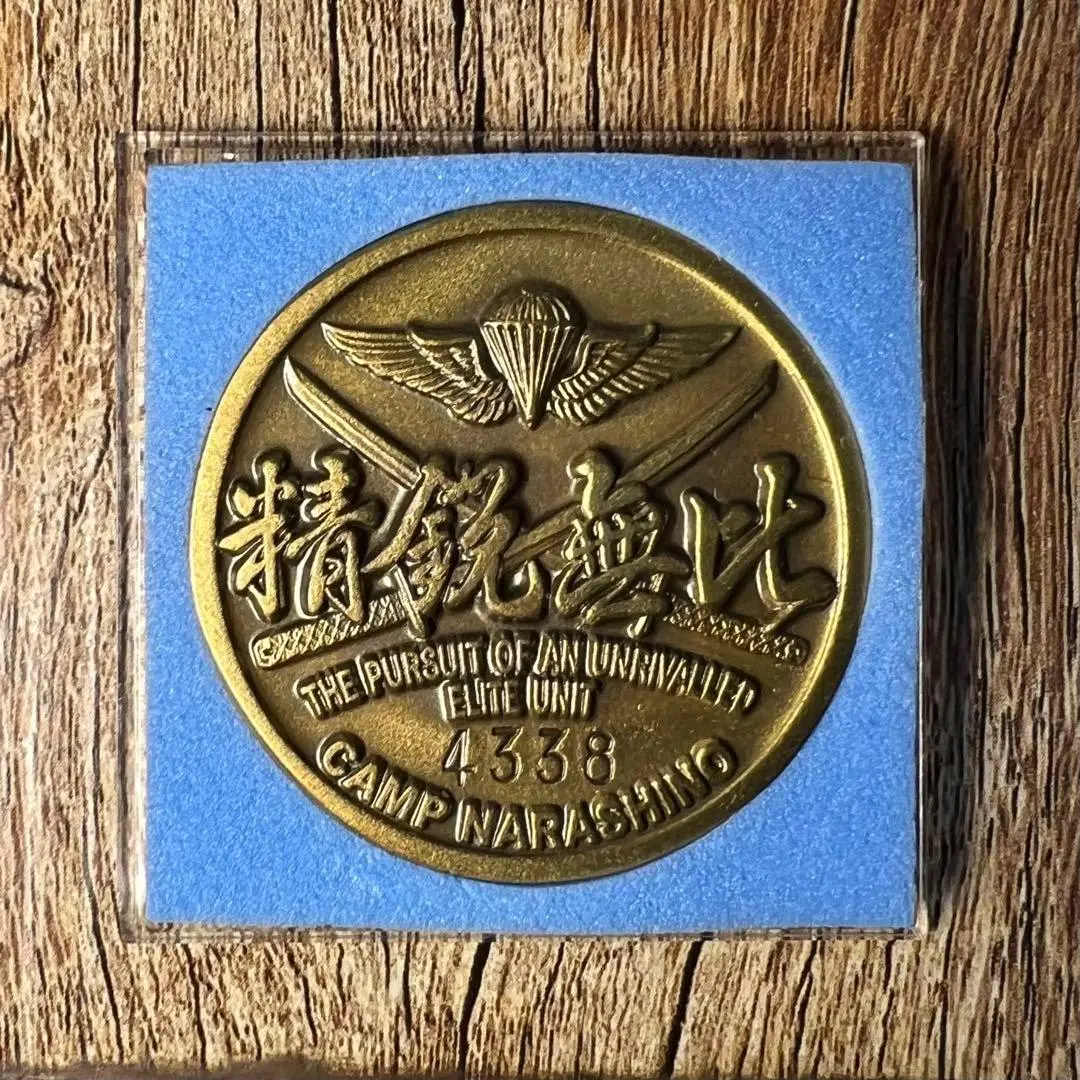 精鋭無比
THE PURSUIT OF AN UNRIVALLED
ELITE UNIT
4338
CAMP NARASHINO